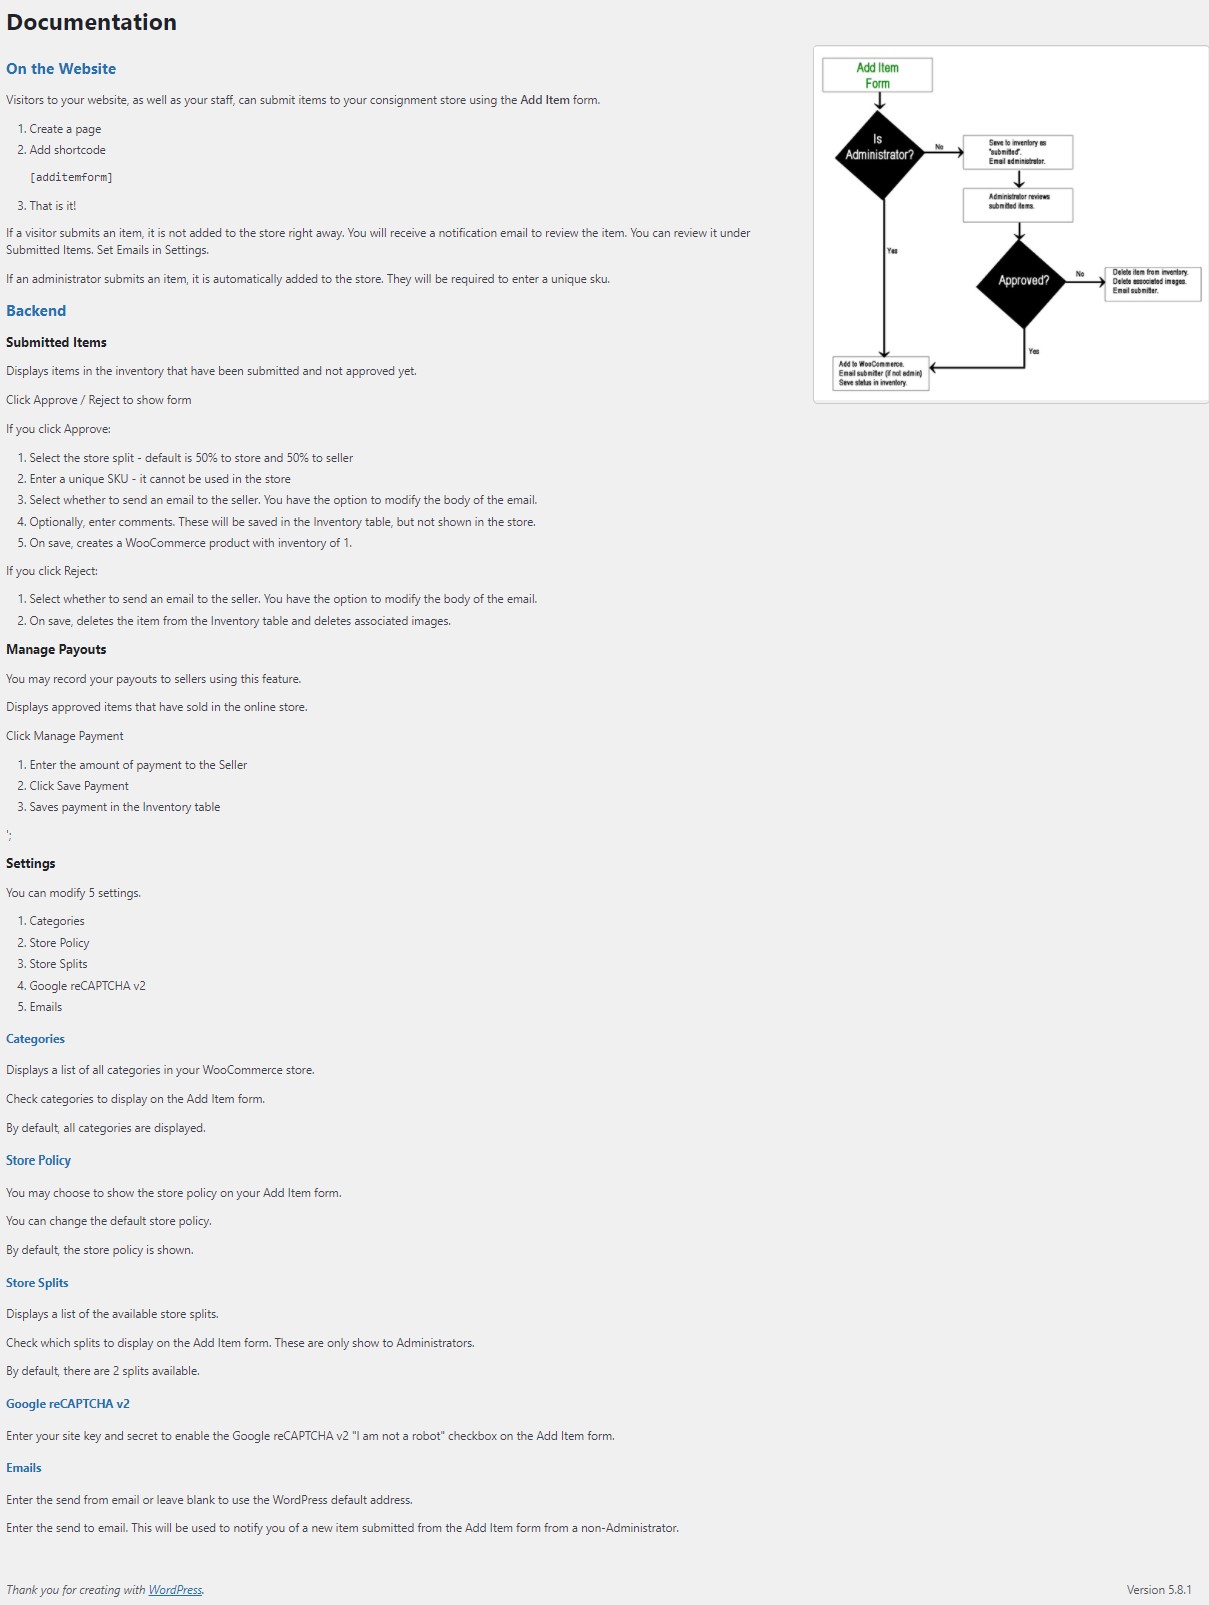 Documentation
On the Website
Visitors to your website, as well as your staff, can submit items to your consignment store using the Add Item form.
1. Create a page
2. Add shortcode
[additemform]
3. That is it!
If a visitor submits an item, it is not added to the store right away. You will receive a notification email to review the item. You can review it under
Submitted Items. Set Emails in Settings.
If an administrator submits an item, it is automatically added to the store. They will be required to enter a unique sku.
Backend
Submitted Items
Displays items in the inventory that have been submitted and not approved yet.
Click Approve / Reject to show form
If you click Approve:
1. Select the store split - default is 50% to store and 50% to seller
2. Enter a unique SKU - it cannot be used in the store
3. Select whether to send an email to the seller. You have the option to modify the body of the email.
4. Optionally, enter comments. These will be saved in the Inventory table, but not shown in the store.
5. On save, creates a WooCommerce product with inventory of 1.
If you click Reject:
1. Select whether to send an email to the seller. You have the option to modify the body of the email.
2. On save, deletes the item from the Inventory table and deletes associated images.
Manage Payouts
You may record your payouts to sellers using this feature.
Displays approved items that have sold in the online store.
Click Manage Payment
1. Enter the amount of payment to the Seller
2. Click Save Payment
3. Saves payment in the Inventory table
';
Settings
You can modify 5 settings.
1. Categories
2. Store Policy
3. Store Splits
4. Google reCAPTCHA v2
5. Emails
Categories
Displays a list of all categories in your WooCommerce store.
Check categories to display on the Add Item form.
By default, all categories are displayed.
Store Policy
You may choose to show the store policy on your Add Item form.
You can change the default store policy.
By default, the store policy is shown.
Store Splits
Displays a list of the available store splits.
Check which splits to display on the Add Item form. These are only show to Administrators.
By default, there are 2 splits available.
Google reCAPTCHA v2
Enter your site key and secret to enable the Google reCAPTCHA v2 "I am not a robot" checkbox on the Add Item form.
Emails
Enter the send from email or leave blank to use the WordPress default address.
Enter the send to email. This will be used to notify you of a new item submitted from the Add Item form from a non-Administrator.
Add Item
Form
Is
Administrator?
No
Save to inventory as
"submitted".
Email administrator.
Administrator reviews
submitted items.
Yes
Approved?
No
Delete item from inventory.
Delete associated images.
Email submitter.
Yes
Add to WooCommerce.
Email submitter (if not admin)
Save status in inventory.
Thank you for creating with WordPress.
Version 5.8.1